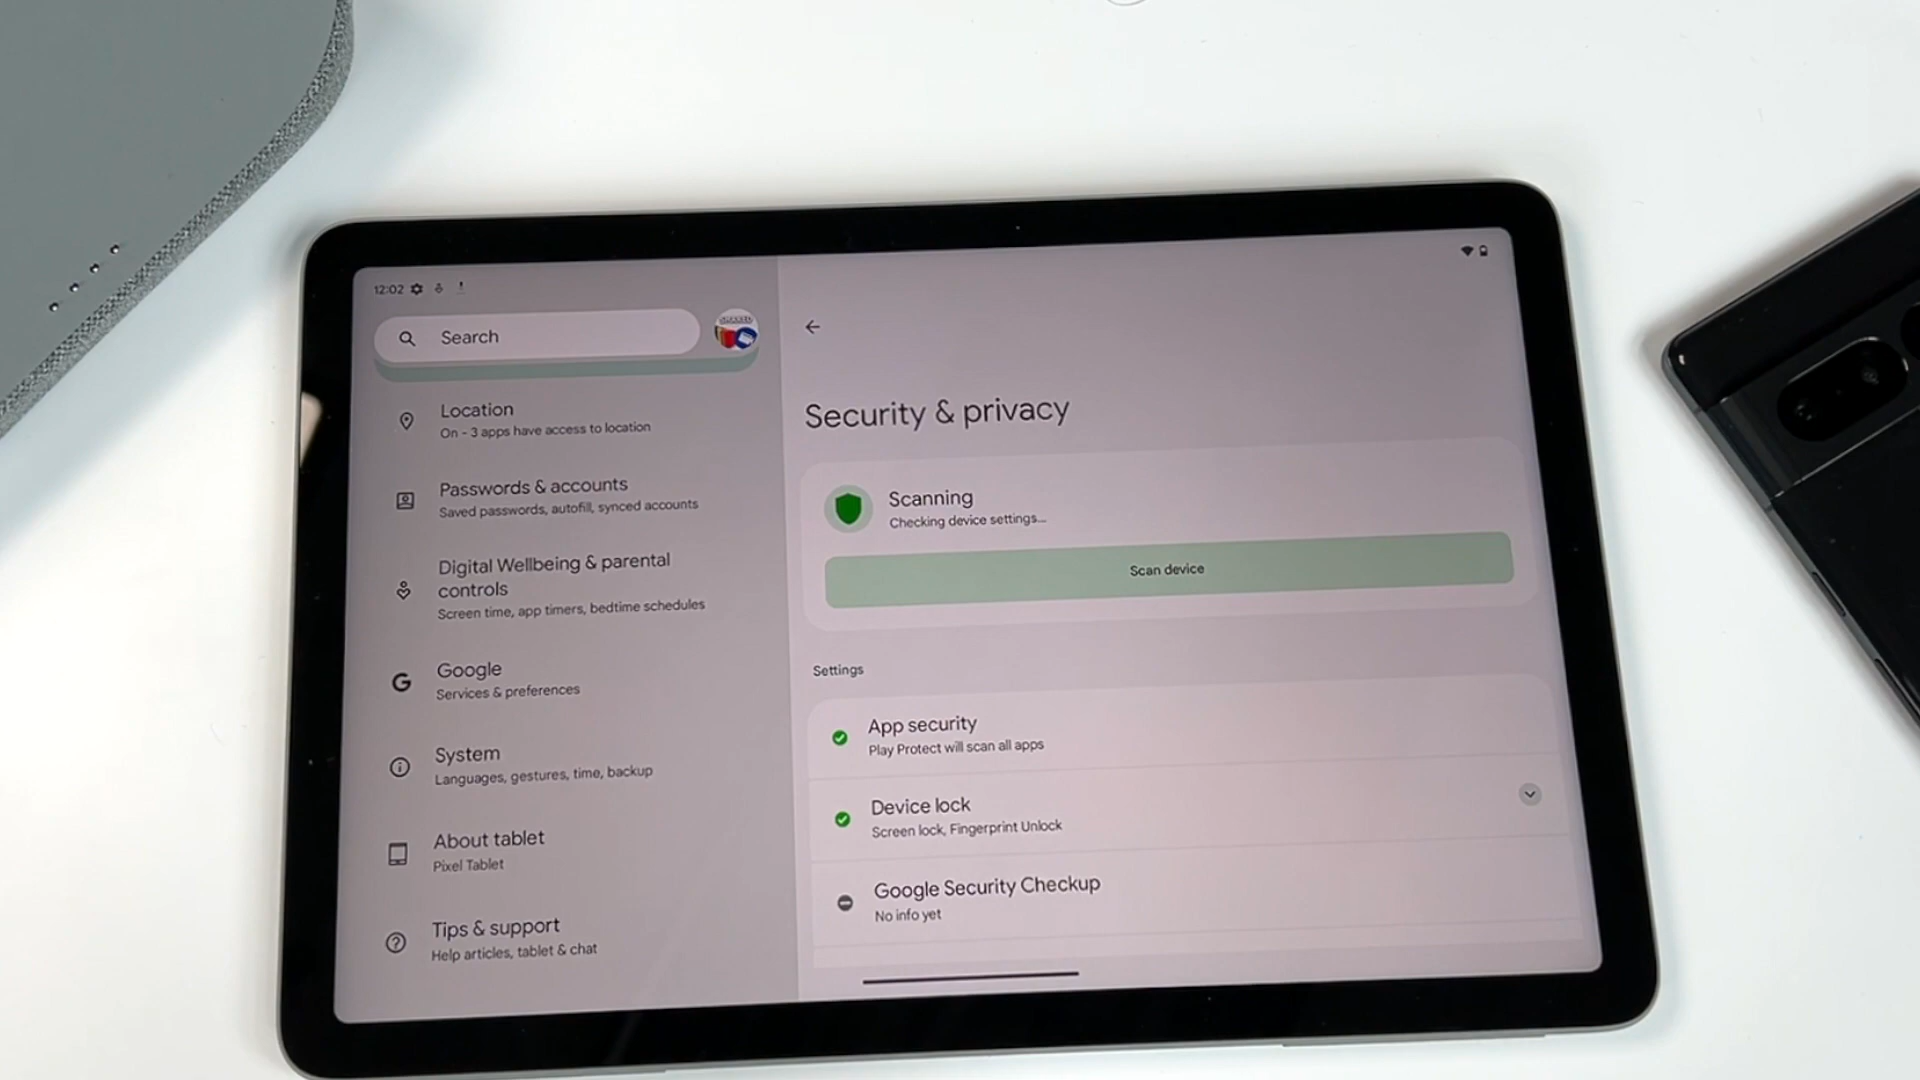 12:02
Search
Location
On – 3 apps have access to location
Passwords & accounts
Saved passwords, autofill, synced accounts
Digital Wellbeing & parental
controls
Screen time, app timers, bedtime schedules
Google
Services & preferences
System
Languages, gestures, time, backup
About tablet
Pixel Tablet
Tips & support
Help articles, tablet & chat
Security & privacy
Scanning
Checking device settings...
Scan device
Settings
App security
Play Protect will scan all apps
Device lock
Screen lock, Fingerprint Unlock
Google Security Checkup
No info yet